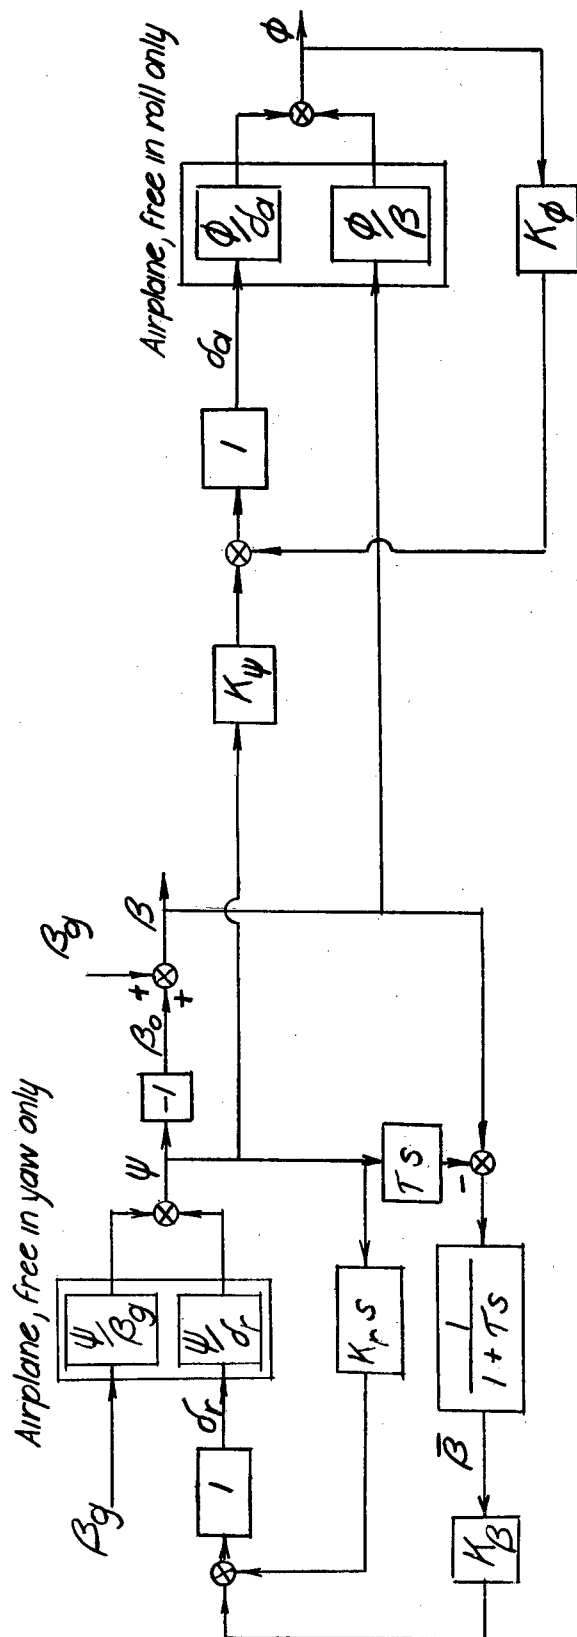 Airplane, free in yaw only
Airplane, free in roll only
βg
ψ/βg
ψ/δr
δr
1
ψ
-1
β₀
+
+
βg
β
Kψ
1
δa
φ/δa
φ/β
φ
Kφ
Krs
τs
-
1/1+τs
β̄
Kβ